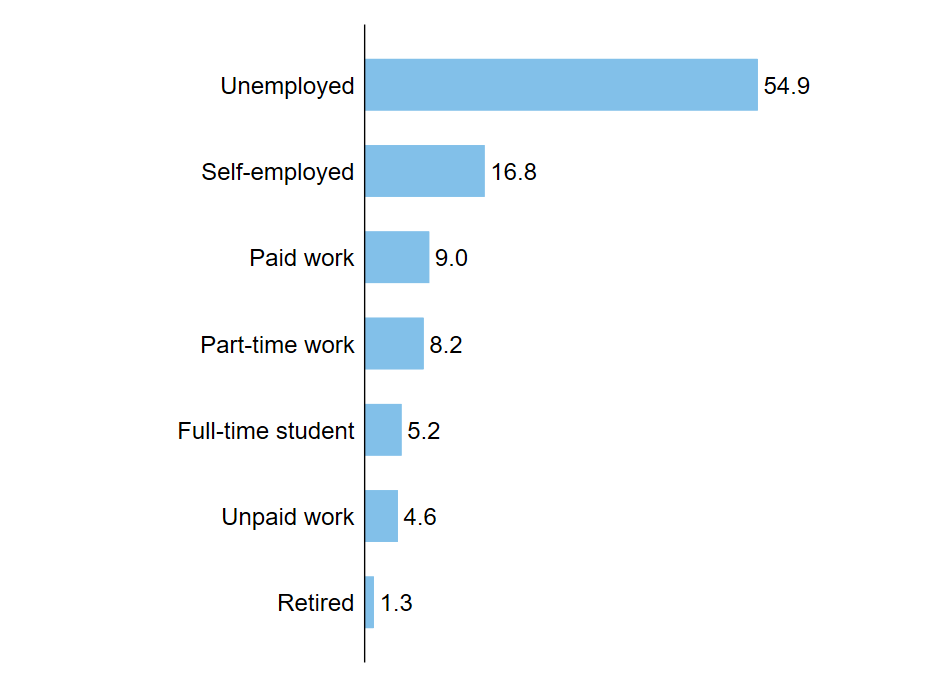 Unemployed 54.9
Self-employed 16.8
Paid work 9.0
Part-time work 8.2
Full-time student 5.2
Unpaid work 4.6
Retired 1.3